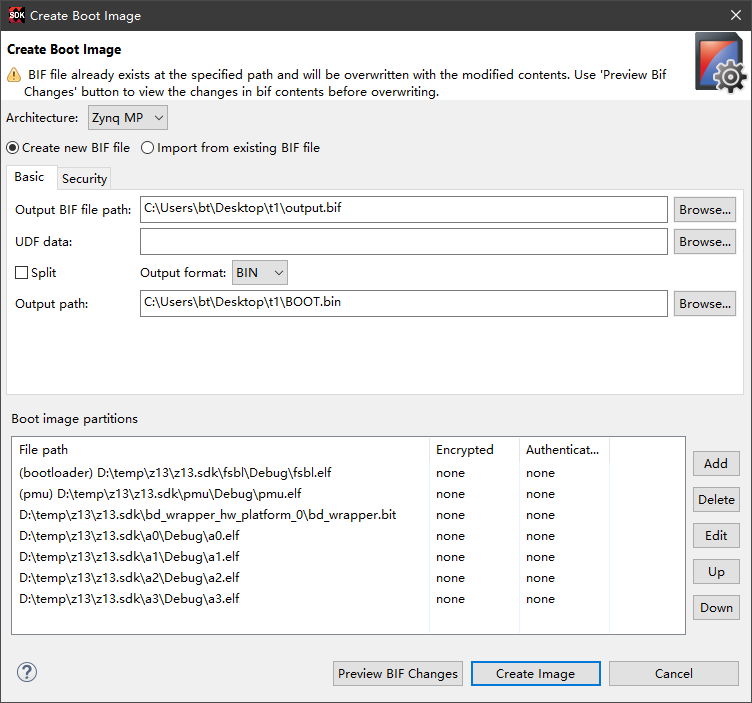 SDK Create Boot Image
Create Boot Image
BIF file already exists at the specified path and will be overwritten with the modified contents. Use 'Preview Bif
Changes' button to view the changes in bif contents before overwriting.
Architecture: Zynq MP
Create new BIF file Import from existing BIF file
Basic Security
Output BIF file path: C:\Users\bt\Desktop\t1\output.bif Browse...
UDF data: Browse...
Split Output format: BIN
Output path: C:\Users\bt\Desktop\t1\BOOT.bin Browse...
Boot image partitions
File path Encrypted Authenticat...
(bootloader) D:\temp\z13\z13.sdk\fsbl\Debug\fsbl.elf none none
(pmu) D:\temp\z13\z13.sdk\pmu\Debug\pmu.elf none none
D:\temp\z13\z13.sdk\bd_wrapper_hw_platform_0\bd_wrapper.bit none none
D:\temp\z13\z13.sdk\a0\Debug\a0.elf none none
D:\temp\z13\z13.sdk\a1\Debug\a1.elf none none
D:\temp\z13\z13.sdk\a2\Debug\a2.elf none none
D:\temp\z13\z13.sdk\a3\Debug\a3.elf none none
Add
Delete
Edit
Up
Down
? Preview BIF Changes Create Image Cancel